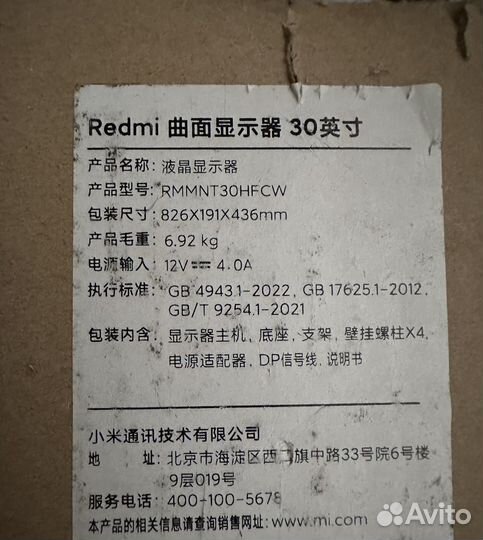 Redmi 曲面显示器 30英寸
产品名称: 液晶显示器
产品型号: RMMNT30HFCW
包装尺寸: 826X191X436mm
产品毛重: 6.92 kg
电源输入: 12V⎓4.0A
执行标准: GB 4943.1-2022, GB 17625.1-2012,
GB/T 9254.1-2021
包装内含: 显示器主机, 底座, 支架, 壁挂螺柱X4,
电源适配器, DP信号线, 说明书
小米通讯技术有限公司
地 址: 北京市海淀区西二旗中路33号院6号楼
9层019号
服务电话: 400-100-5678
本产品的相关信息请查询销售网址: www.mi.com
Avito